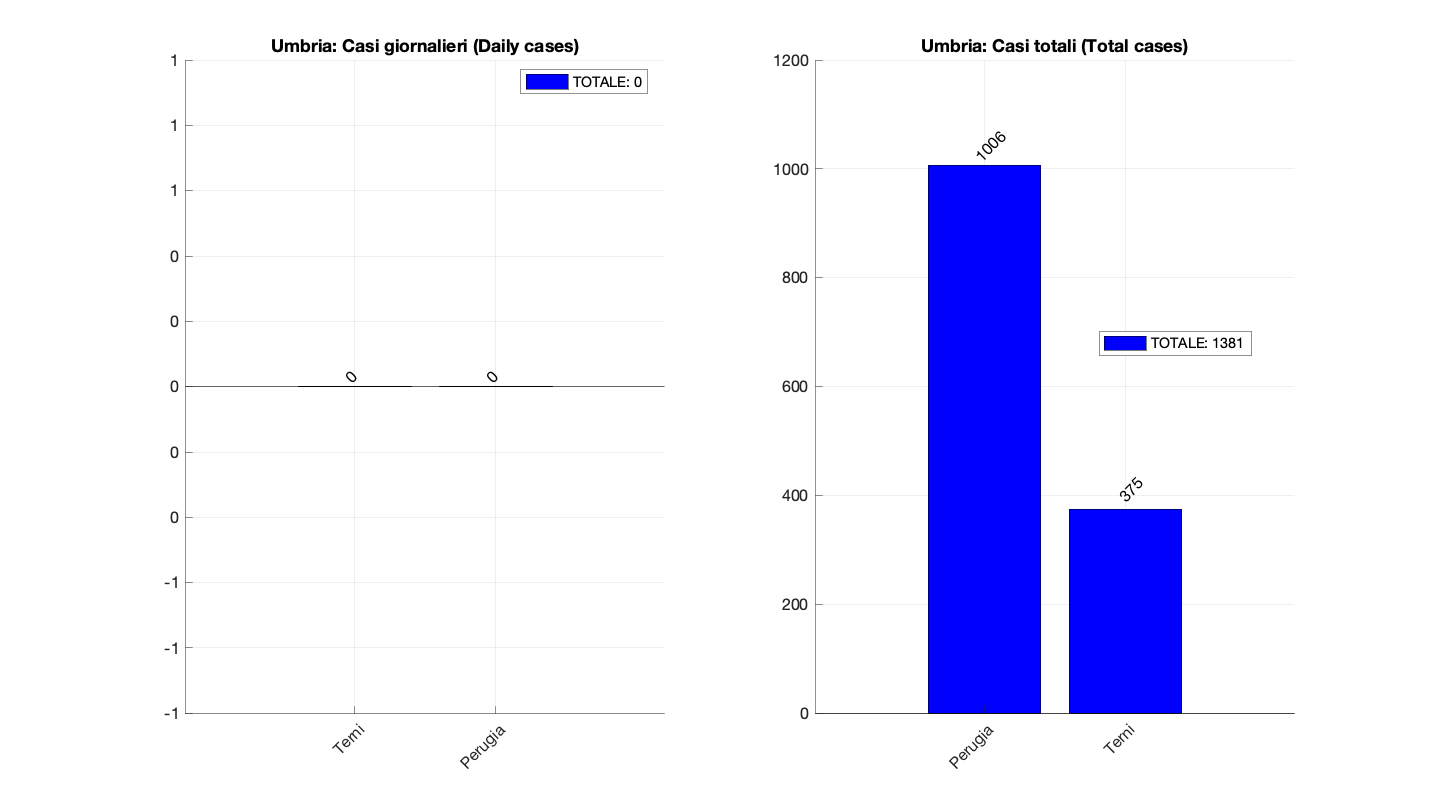 Umbria: Casi giornalieri (Daily cases)
TOTALE: 0
1
1
1
0
0
0
0
0
-1
-1
-1
0
0
Terni
Perugia
Umbria: Casi totali (Total cases)
1200
1000
800
600
400
200
0
1006
TOTALE: 1381
375
Perugia
Terni